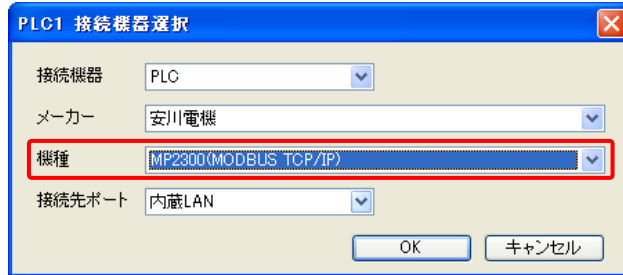 PLC1 接続機器選択
接続機器 PLC
メーカー 安川電機
機種 MP2300(MODBUS TCP/IP)
接続先ポート 内蔵LAN
OK キャンセル